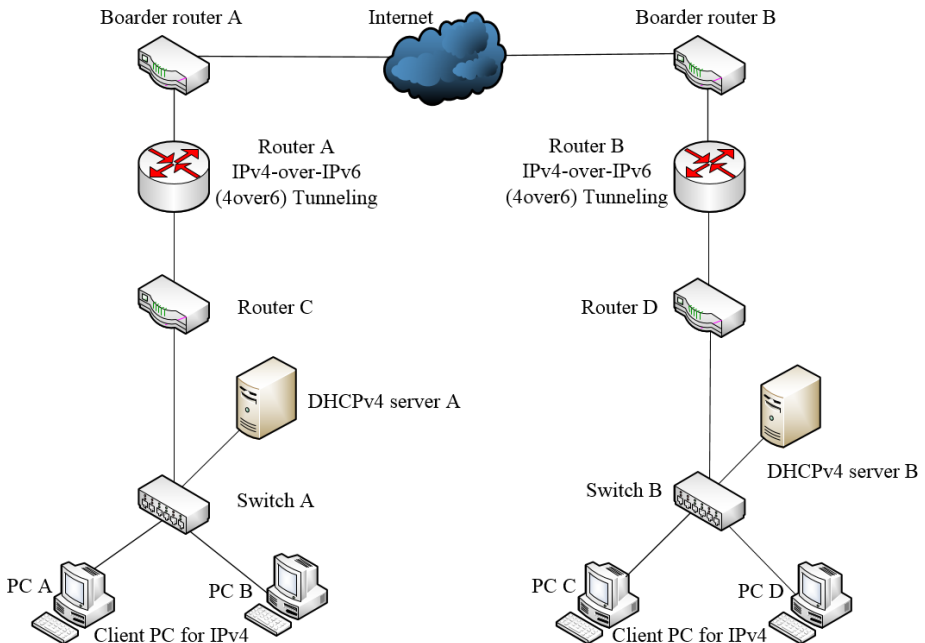 Boarder router A
Internet
Boarder router B
Router A
IPv4-over-IPv6
(4over6) Tunneling
Router B
IPv4-over-IPv6
(4over6) Tunneling
Router C
Router D
DHCPv4 server A
DHCPv4 server B
Switch A
Switch B
PC A
PC B
PC C
PC D
Client PC for IPv4
Client PC for IPv4